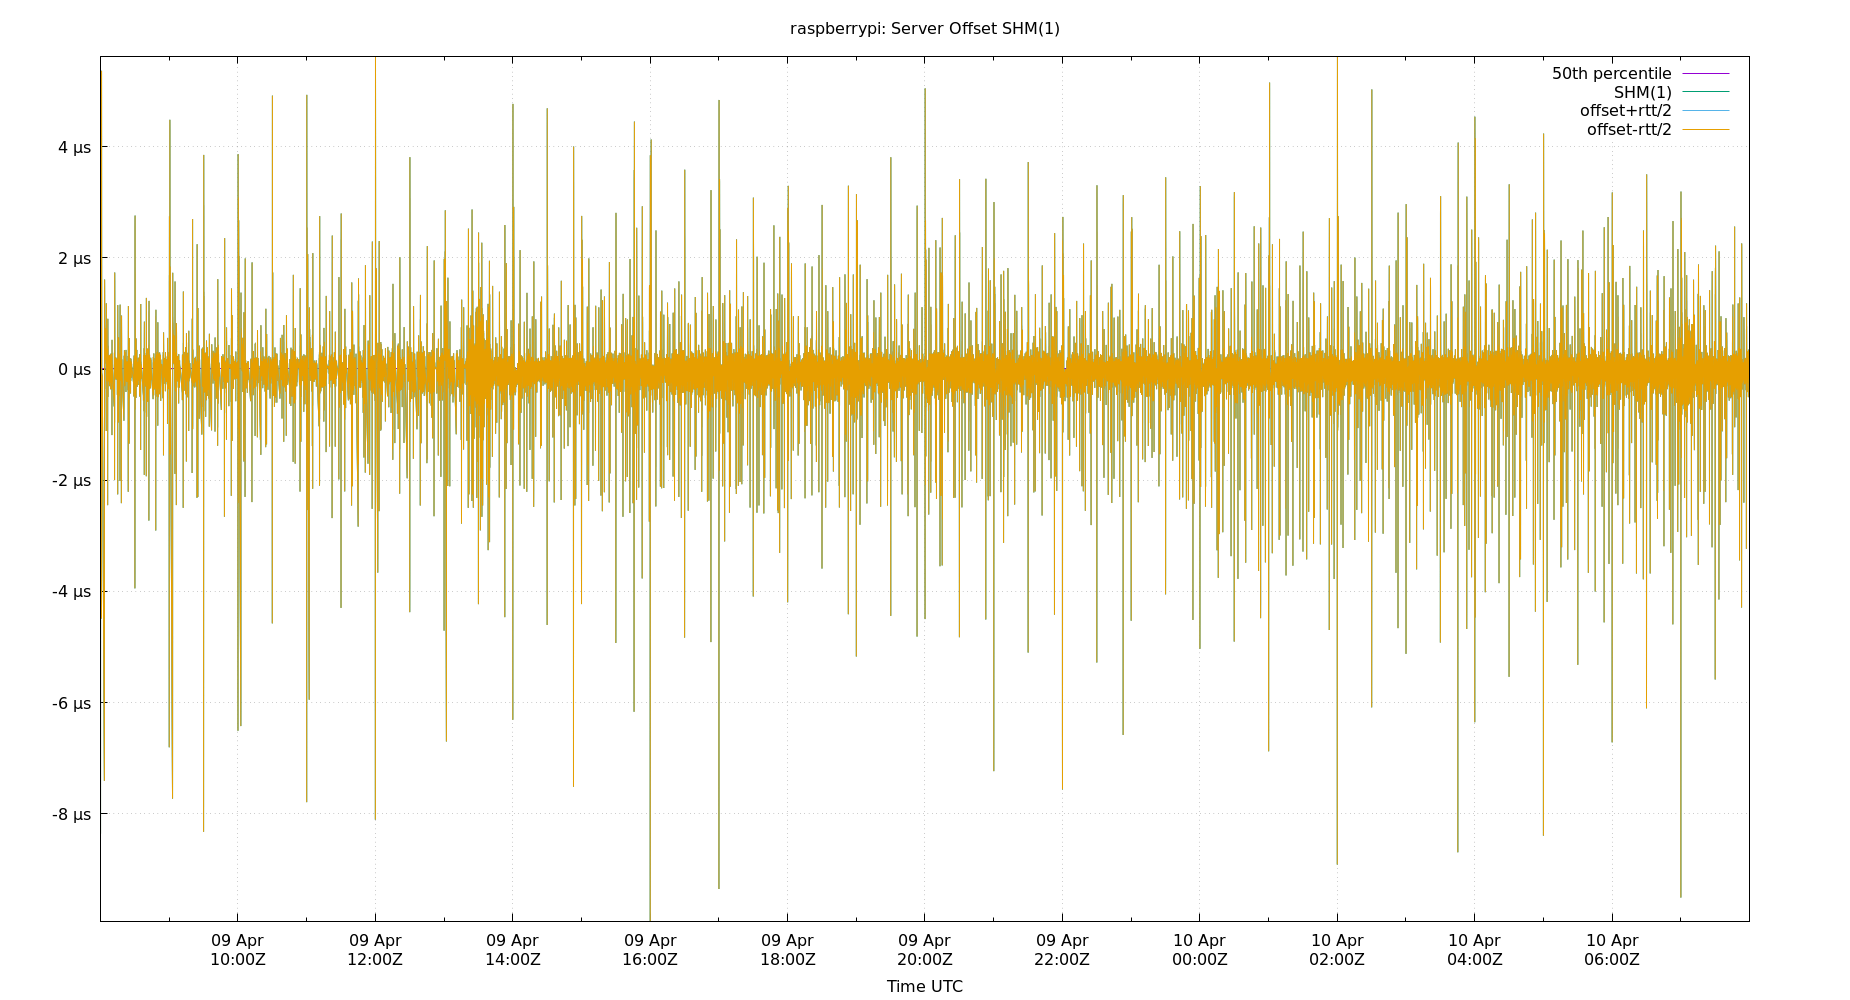 raspberrypi: Server Offset SHM(1)
50th percentile
SHM(1)
offset+rtt/2
offset-rtt/2
4 µs
2 µs
0 µs
-2 µs
-4 µs
-6 µs
-8 µs
09 Apr 09 Apr 09 Apr 09 Apr 09 Apr 09 Apr 09 Apr 10 Apr 10 Apr 10 Apr 10 Apr
10:00Z 12:00Z 14:00Z 16:00Z 18:00Z 20:00Z 22:00Z 00:00Z 02:00Z 04:00Z 06:00Z
Time UTC